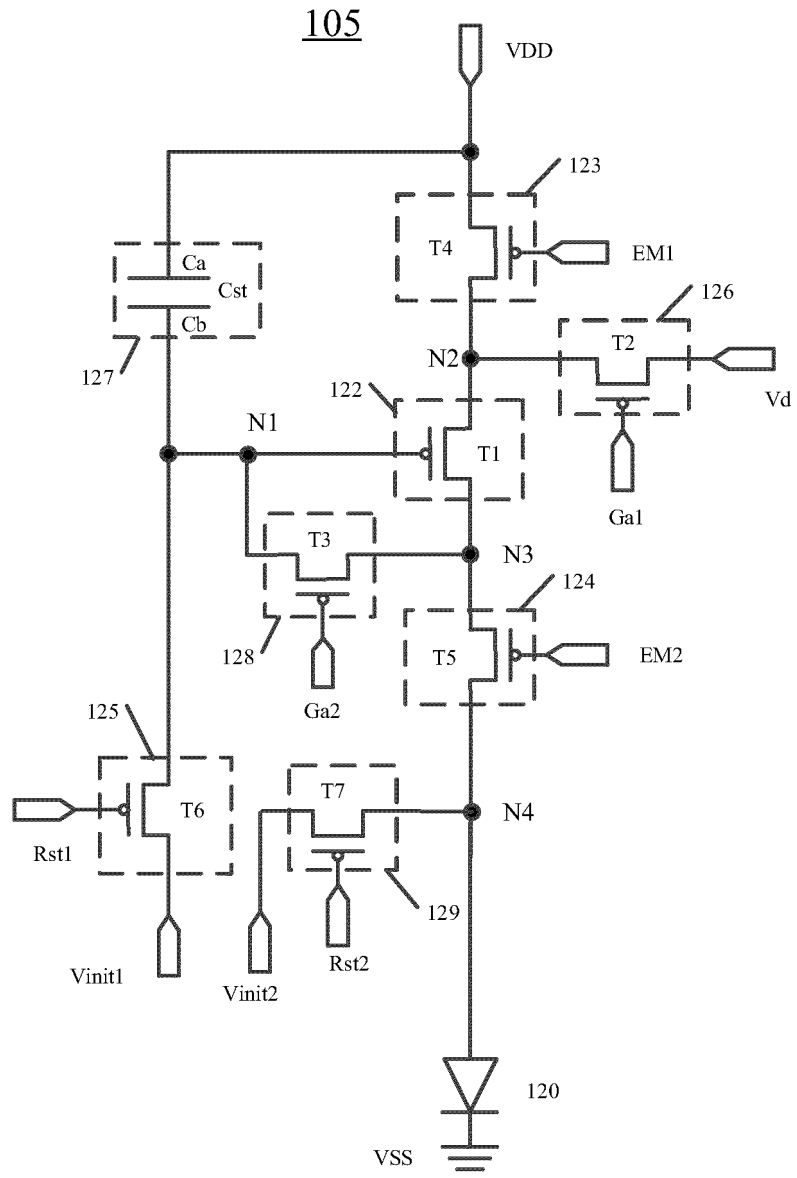 105
VDD
123
T4
EM1
Ca
Cst
Cb
127
126
T2
N2
Vd
122
N1
T1
Ga1
T3
N3
124
128
T5
EM2
Ga2
125
T7
T6
N4
Rst1
129
Vinit1
Vinit2
Rst2
120
VSS